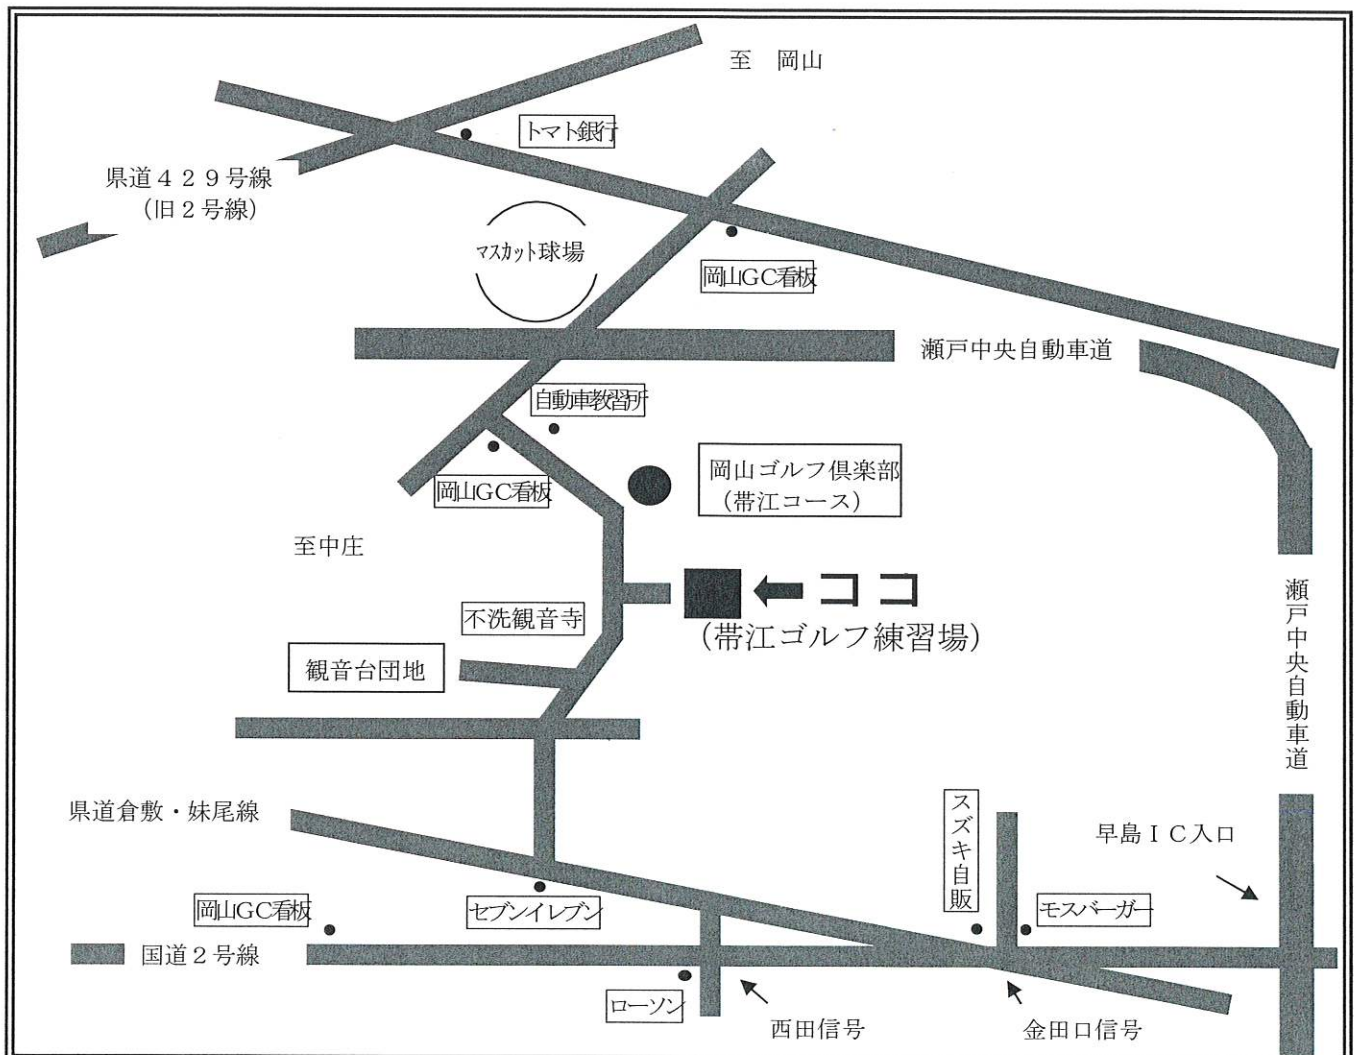 至　岡山
トマト銀行
県道４２９号線
（旧２号線）
マスカット球場
岡山GC看板
瀬戸中央自動車道
自動車教習所
岡山ゴルフ倶楽部
（帯江コース）
岡山GC看板
至中庄
ココ
不洗観音寺
（帯江ゴルフ練習場）
観音台団地
瀬戸中央自動車道
県道倉敷・妹尾線
スズキ自販
早島ＩＣ入口
岡山GC看板
セブンイレブン
モスバーガー
国道２号線
ローソン
西田信号
金田口信号